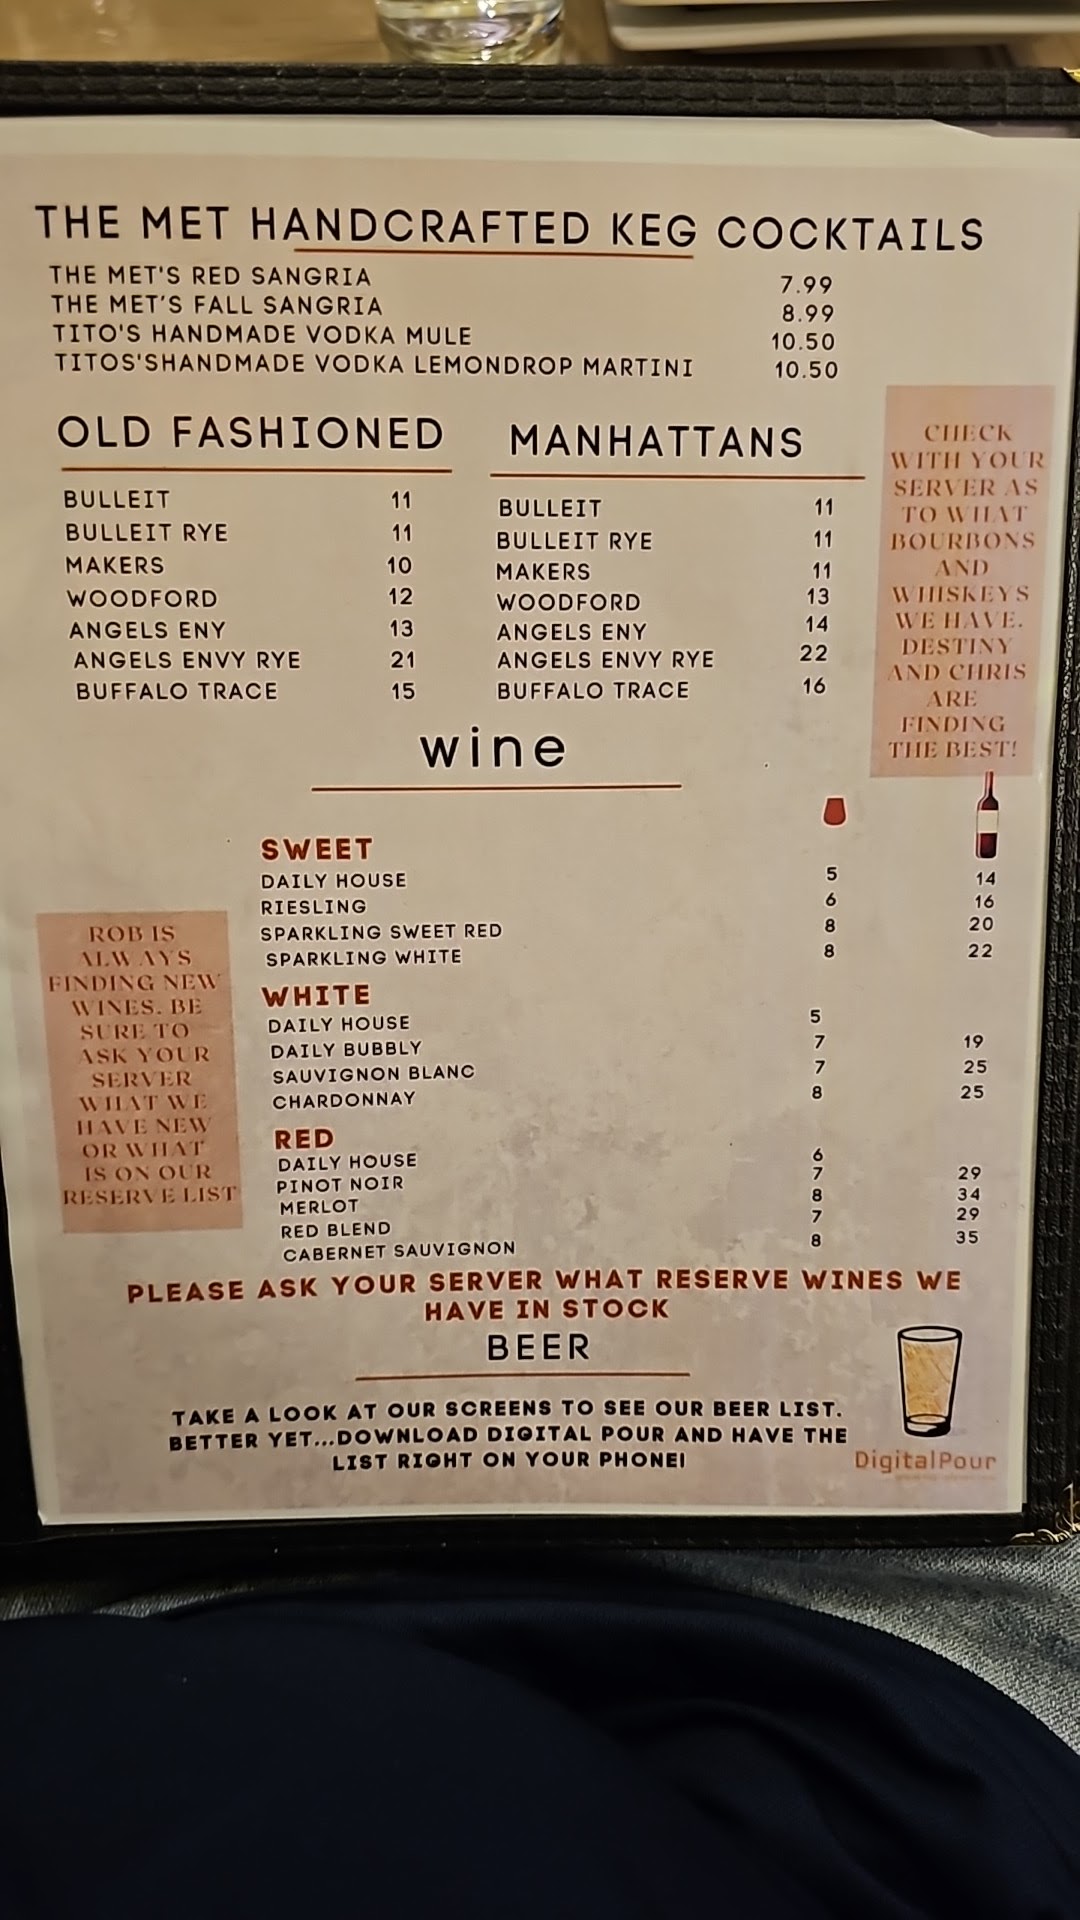 THE MET HANDCRAFTED KEG COCKTAILS
THE MET'S RED SANGRIA 7.99
THE MET'S FALL SANGRIA 8.99
TITO'S HANDMADE VODKA MULE 10.50
TITOS'SHANDMADE VODKA LEMONDROP MARTINI 10.50
OLD FASHIONED
BULLEIT 11
BULLEIT RYE 11
MAKERS 10
WOODFORD 12
ANGELS ENY 13
ANGELS ENVY RYE 21
BUFFALO TRACE 15
MANHATTANS
BULLEIT 11
BULLEIT RYE 11
MAKERS 11
WOODFORD 13
ANGELS ENY 14
ANGELS ENVY RYE 22
BUFFALO TRACE 16
CHECK
WITH YOUR
SERVER AS
TO WHAT
BOURBONS
AND
WHISKEYS
WE HAVE.
DESTINY
AND CHRIS
ARE
FINDING
THE BEST!
wine
SWEET
DAILY HOUSE 5 14
RIESLING 6 16
SPARKLING SWEET RED 8 20
SPARKLING WHITE 8 22
WHITE
DAILY HOUSE 5
DAILY BUBBLY 7 19
SAUVIGNON BLANC 7 25
CHARDONNAY 8 25
RED
DAILY HOUSE 6
PINOT NOIR 7 29
MERLOT 8 34
RED BLEND 7 29
CABERNET SAUVIGNON 8 35
ROB IS
ALWAYS
FINDING NEW
WINES. BE
SURE TO
ASK YOUR
SERVER
WHAT WE
HAVE NEW
OR WHAT
IS ON OUR
RESERVE LIST
PLEASE ASK YOUR SERVER WHAT RESERVE WINES WE
HAVE IN STOCK
BEER
TAKE A LOOK AT OUR SCREENS TO SEE OUR BEER LIST.
BETTER YET...DOWNLOAD DIGITAL POUR AND HAVE THE
LIST RIGHT ON YOUR PHONE!
DigitalPour